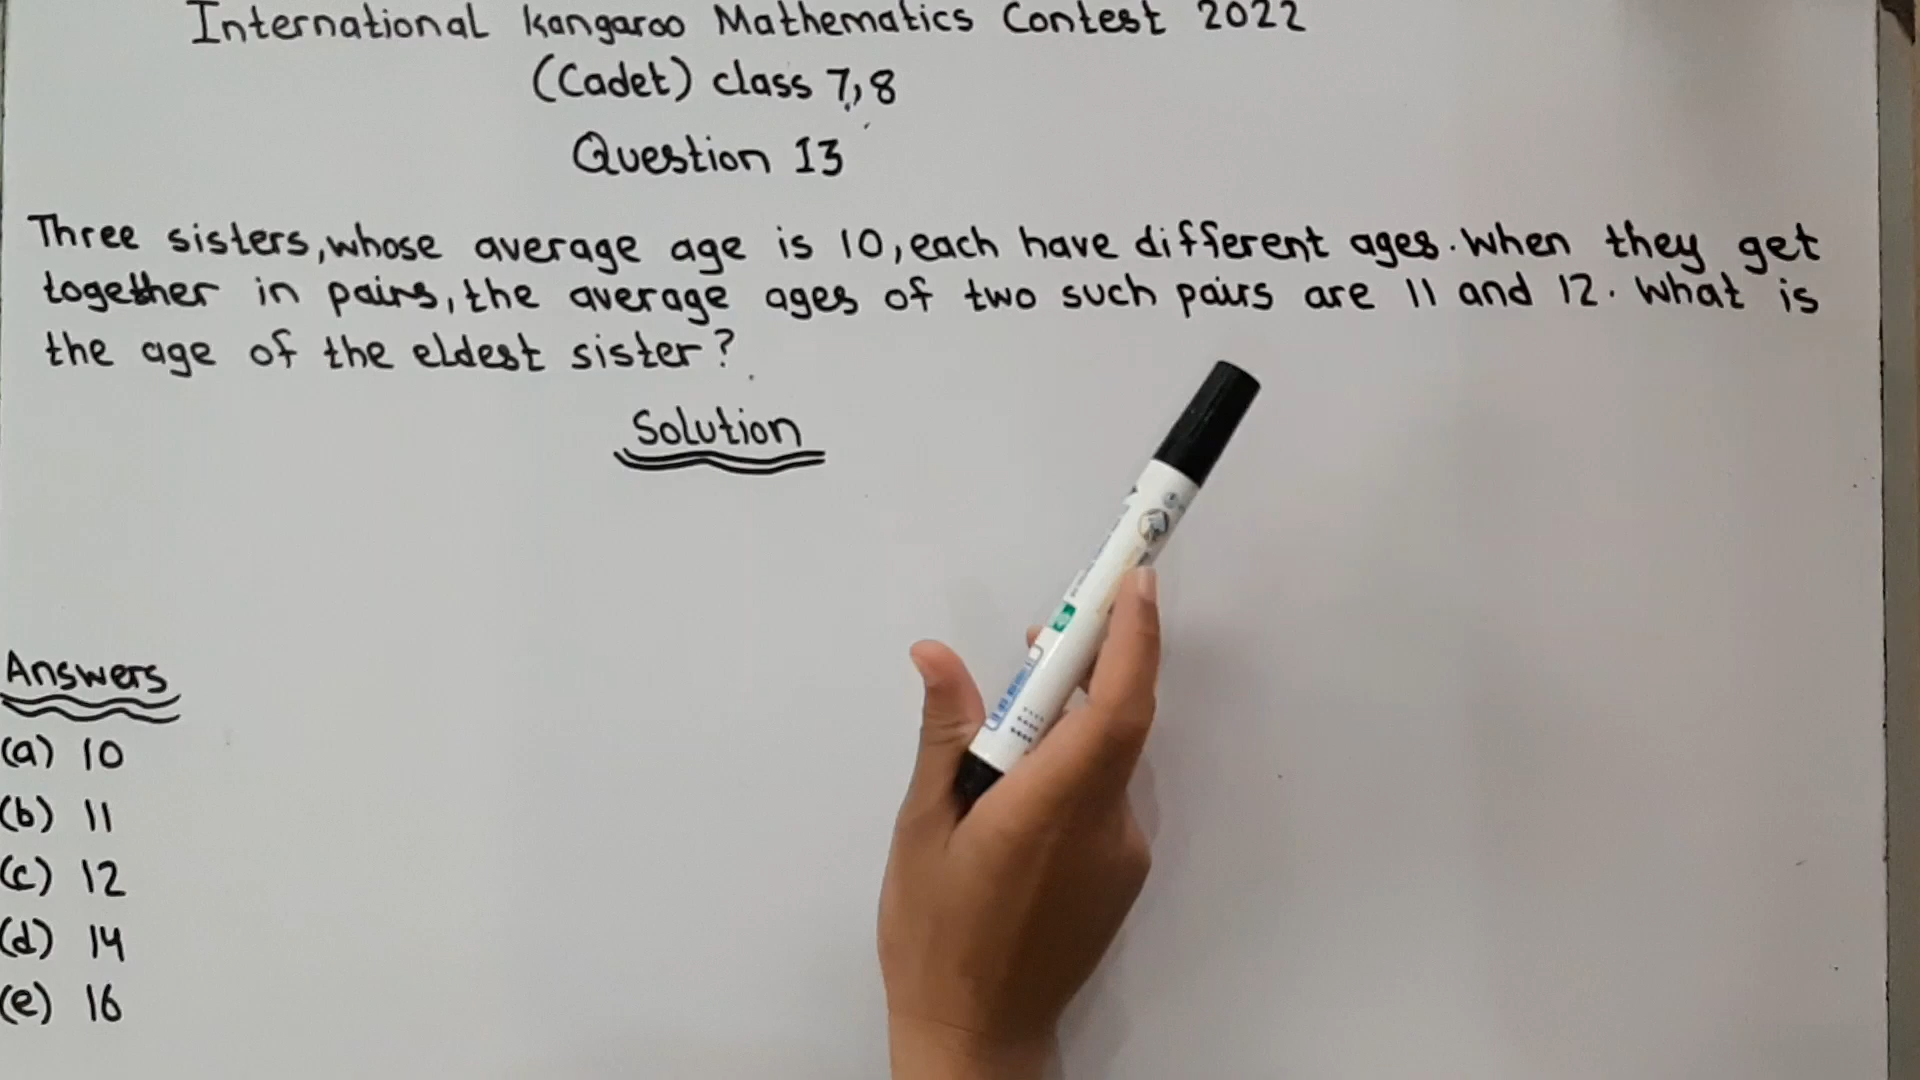 International Kangaroo Mathematics Contest 2022
(Cadet) class 7,8
Question 13
Three sisters, whose average age is 10, each have different ages. When they get
together in pairs, the average ages of two such pairs are 11 and 12. What is
the age of the eldest sister?
Solution
Answers
(a) 10
(b) 11
(c) 12
(d) 14
(e) 16